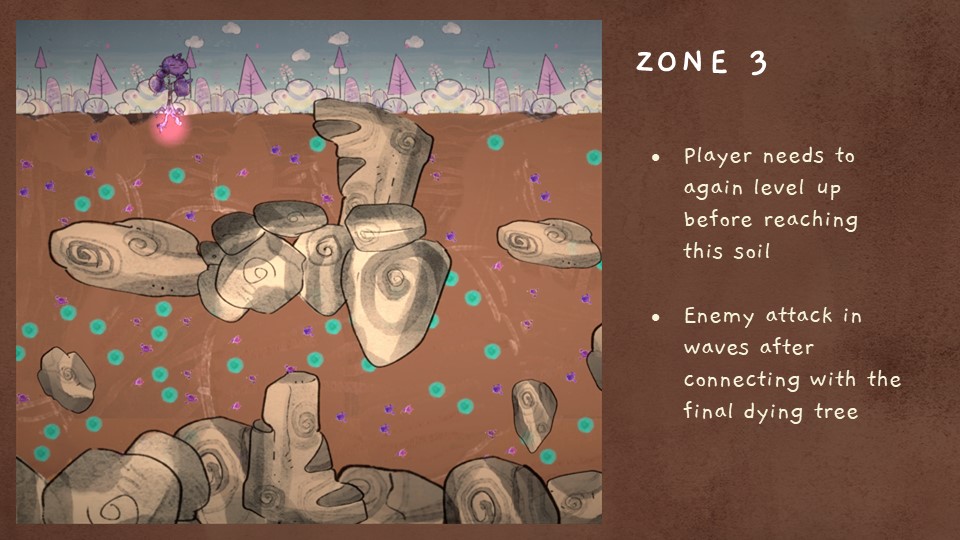 ZONE 3
• Player needs to
again level up
before reaching
this soil
• Enemy attack in
waves after
connecting with the
final dying tree